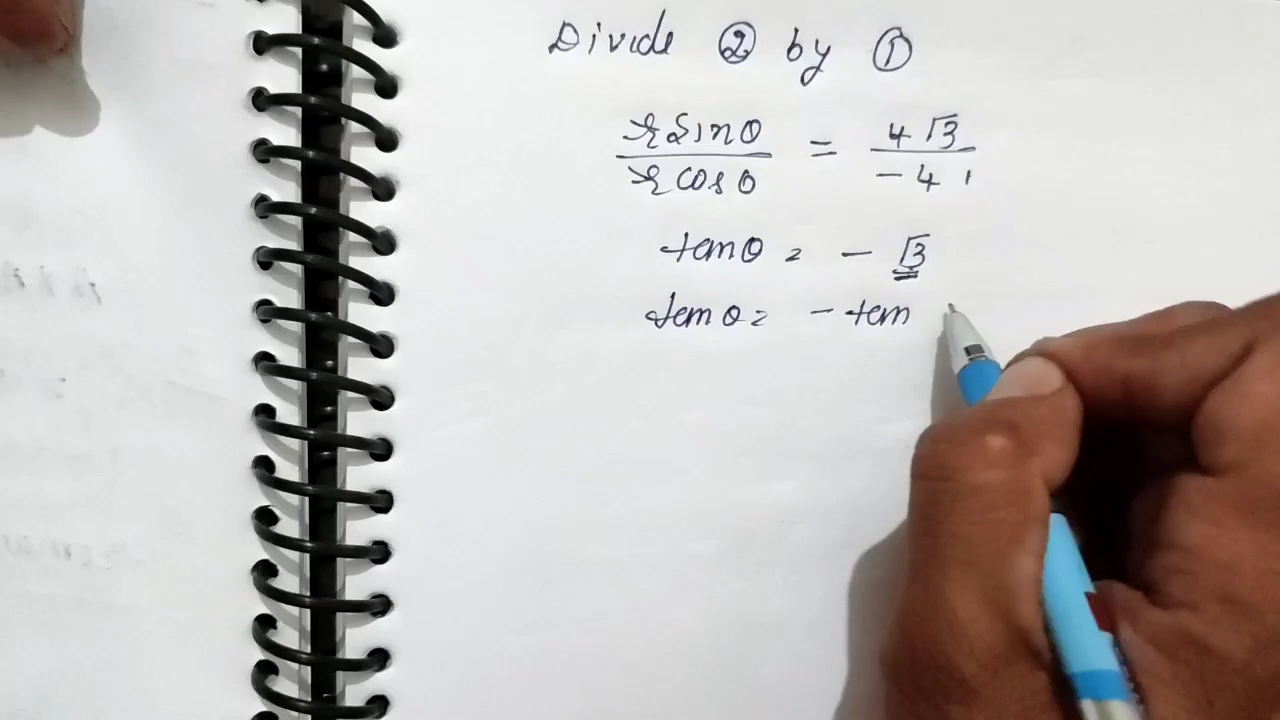 Divide ② by ①
r sinθ / r cosθ = 4√3 / -4
tanθ = - √3
tanθ = - tan